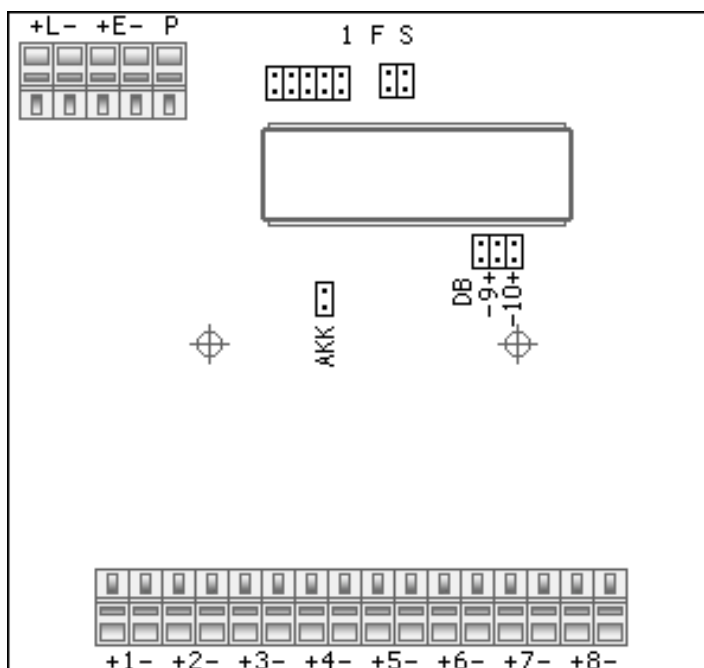 +L- +E- P
1 F S
DB
-9+
-10+
AKK
+1- +2- +3- +4- +5- +6- +7- +8-